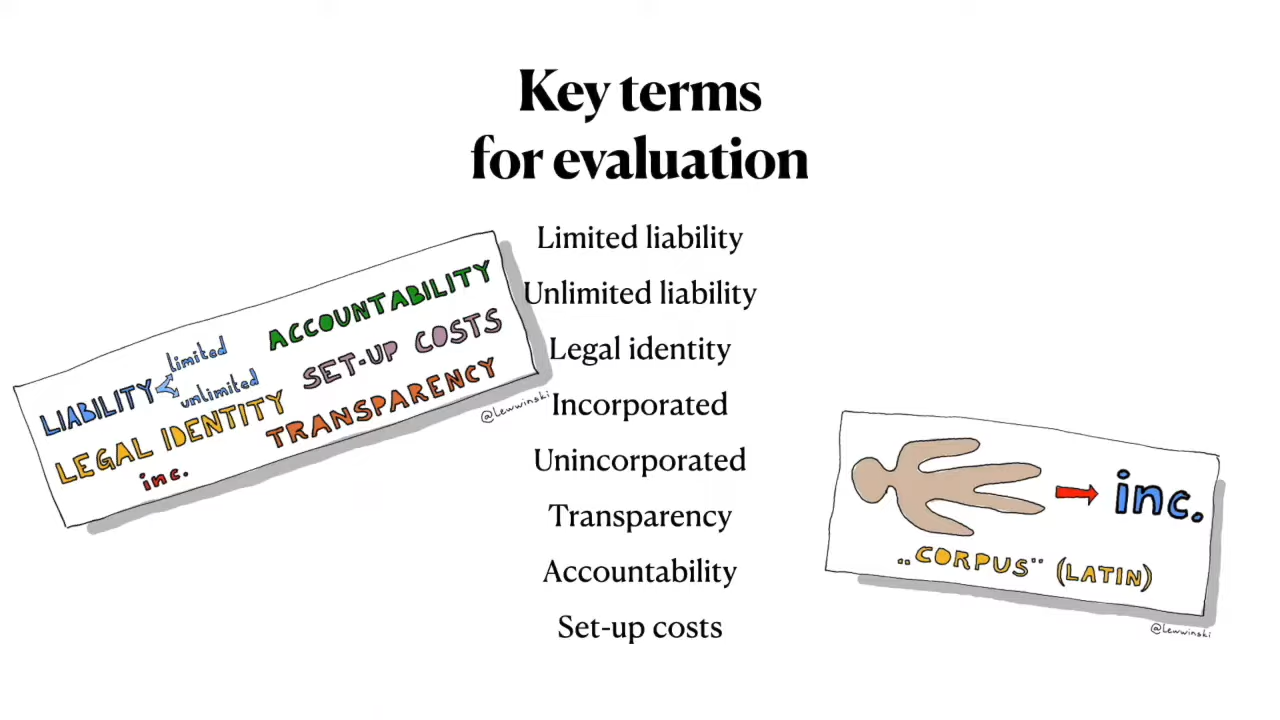 Key terms
for evaluation
Limited liability
Unlimited liability
Legal identity
Incorporated
Unincorporated
Transparency
Accountability
Set-up costs
LIABILITY
limited
unlimited
LEGAL IDENTITY
inc.
ACCOUNTABILITY
SET-UP COSTS
TRANSPARENCY
@lewwinski
inc.
„CORPUS” (LATIN)
@lewwinski